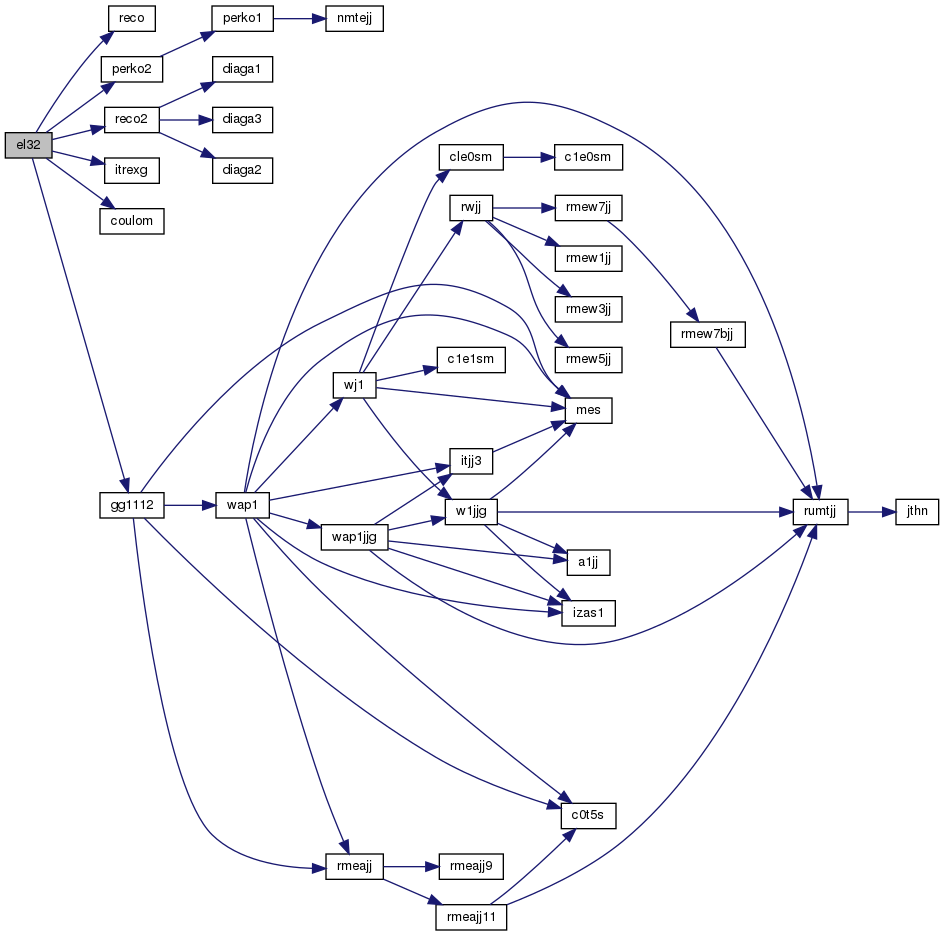 reco
perko1
nmtejj
perko2
diaga1
reco2
diaga3
el32
cle0sm
c1e0sm
itrexg
diaga2
rwjj
rmew7jj
coulom
rmew1jj
rmew3jj
rmew7bjj
c1e1sm
rmew5jj
wj1
mes
itjj3
gg1112
wap1
w1jjg
rumtjj
jthn
wap1jjg
a1jj
izas1
c0t5s
rmeajj
rmeajj9
rmeajj11